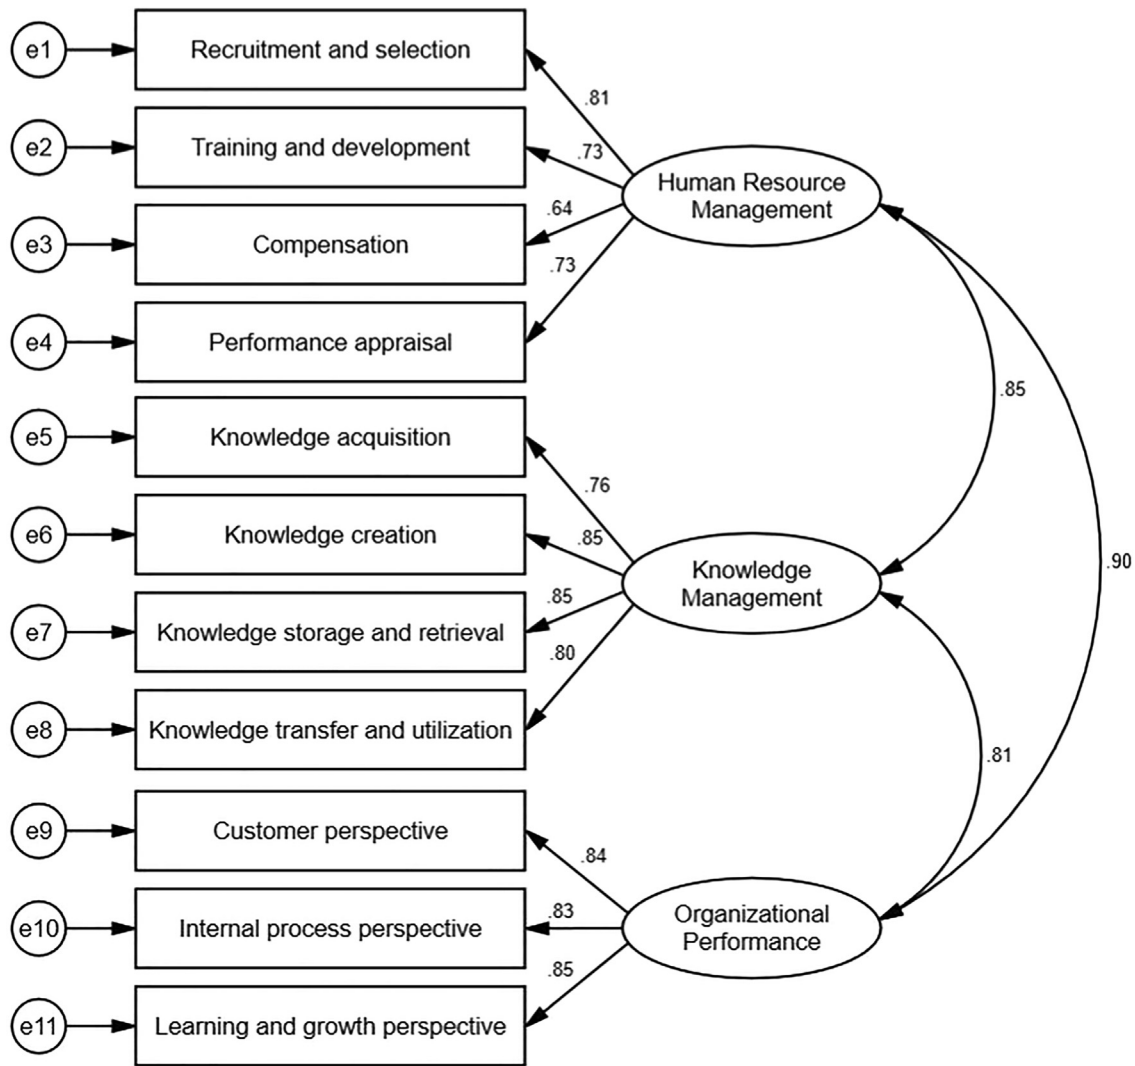 e1
Recruitment and selection
.81
e2
Training and development
.73
Human Resource
Management
e3
Compensation
.64
.73
e4
Performance appraisal
.85
e5
Knowledge acquisition
.76
e6
Knowledge creation
.85
Knowledge
Management
.90
e7
Knowledge storage and retrieval
.85
.80
e8
Knowledge transfer and utilization
.81
e9
Customer perspective
.84
e10
Internal process perspective
.83
Organizational
Performance
e11
Learning and growth perspective
.85